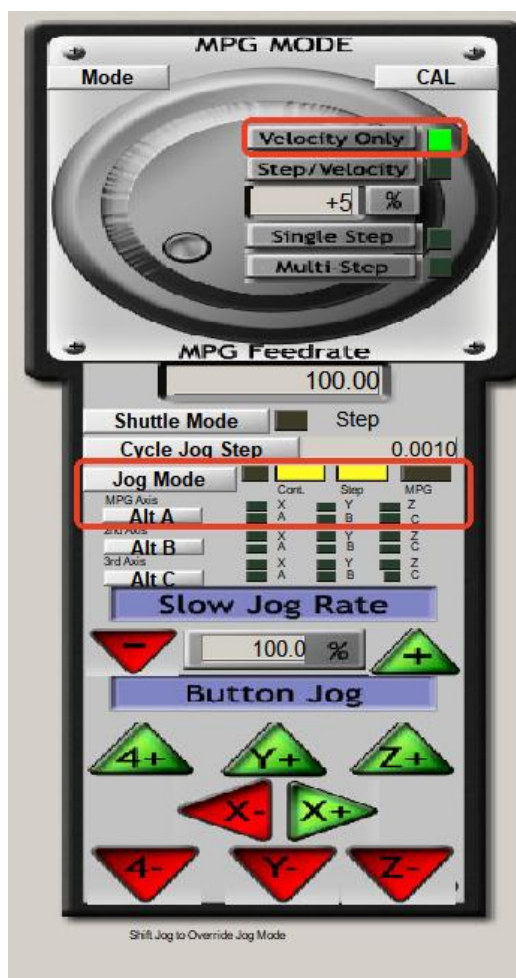 MPG MODE
Mode CAL
Velocity Only
Step/Velocity
+5 %
Single Step
Multi Step
MPG Feedrate
100.00
Shuttle Mode Step
Cycle Jog Step 0.0010
Jog Mode
Cont. Step MPG
MPG Axis X Y Z
Alt A A B C
2nd Axis X Y Z
Alt B A B C
3rd Axis X Y Z
Alt C A B C
Slow Jog Rate
- 100.0 % +
Button Jog
4+ Y+ Z+
X- X+
4- Y- Z-
Shift Jog to Override Jog Mode